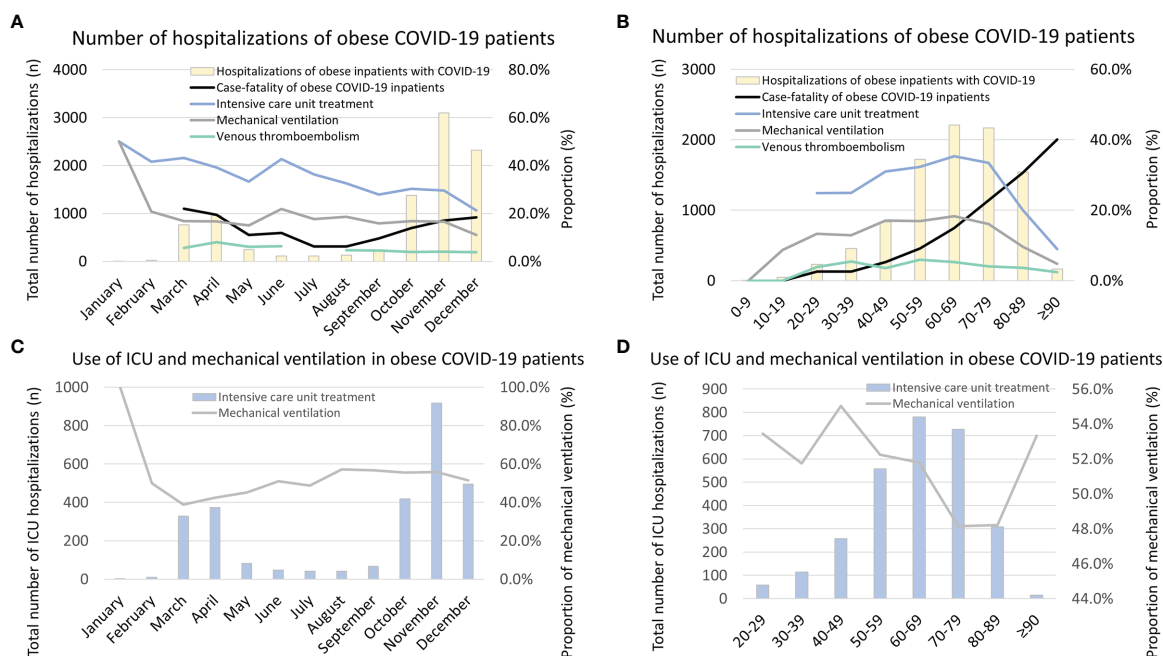 A
Number of hospitalizations of obese COVID-19 patients
Total number of hospitalizations (n)
4000
3000
2000
1000
0
80.0%
60.0%
40.0%
20.0%
0.0%
Proportion (%)
Hospitalizations of obese inpatients with COVID-19
Case-fatality of obese COVID-19 inpatients
Intensive care unit treatment
Mechanical ventilation
Venous thromboembolism
January
February
March
April
May
June
July
August
September
October
November
December
B
Number of hospitalizations of obese COVID-19 patients
Total number of hospitalizations (n)
3000
2000
1000
0
60.0%
40.0%
20.0%
0.0%
Proportion (%)
Hospitalizations of obese inpatients with COVID-19
Case-fatality of obese COVID-19 inpatients
Intensive care unit treatment
Mechanical ventilation
Venous thromboembolism
0-9
10-19
20-29
30-39
40-49
50-59
60-69
70-79
80-89
≥90
C
Use of ICU and mechanical ventilation in obese COVID-19 patients
Total number of ICU hospitalizations (n)
1000
800
600
400
200
0
100.0%
80.0%
60.0%
40.0%
20.0%
0.0%
Proportion of mechanical ventlation (%)
Intensive care unit treatment
Mechanical ventilation
January
February
March
April
May
June
July
August
September
October
November
December
D
Use of ICU and mechanical ventilation in obese COVID-19 patients
Total number of ICU hospitalizations (n)
900
800
700
600
500
400
300
200
100
0
56.0%
54.0%
52.0%
50.0%
48.0%
46.0%
44.0%
Proportion of mechanical ventilation (%)
Intensive care unit treatment
Mechanical ventilation
20-29
30-39
40-49
50-59
60-69
70-79
80-89
≥90